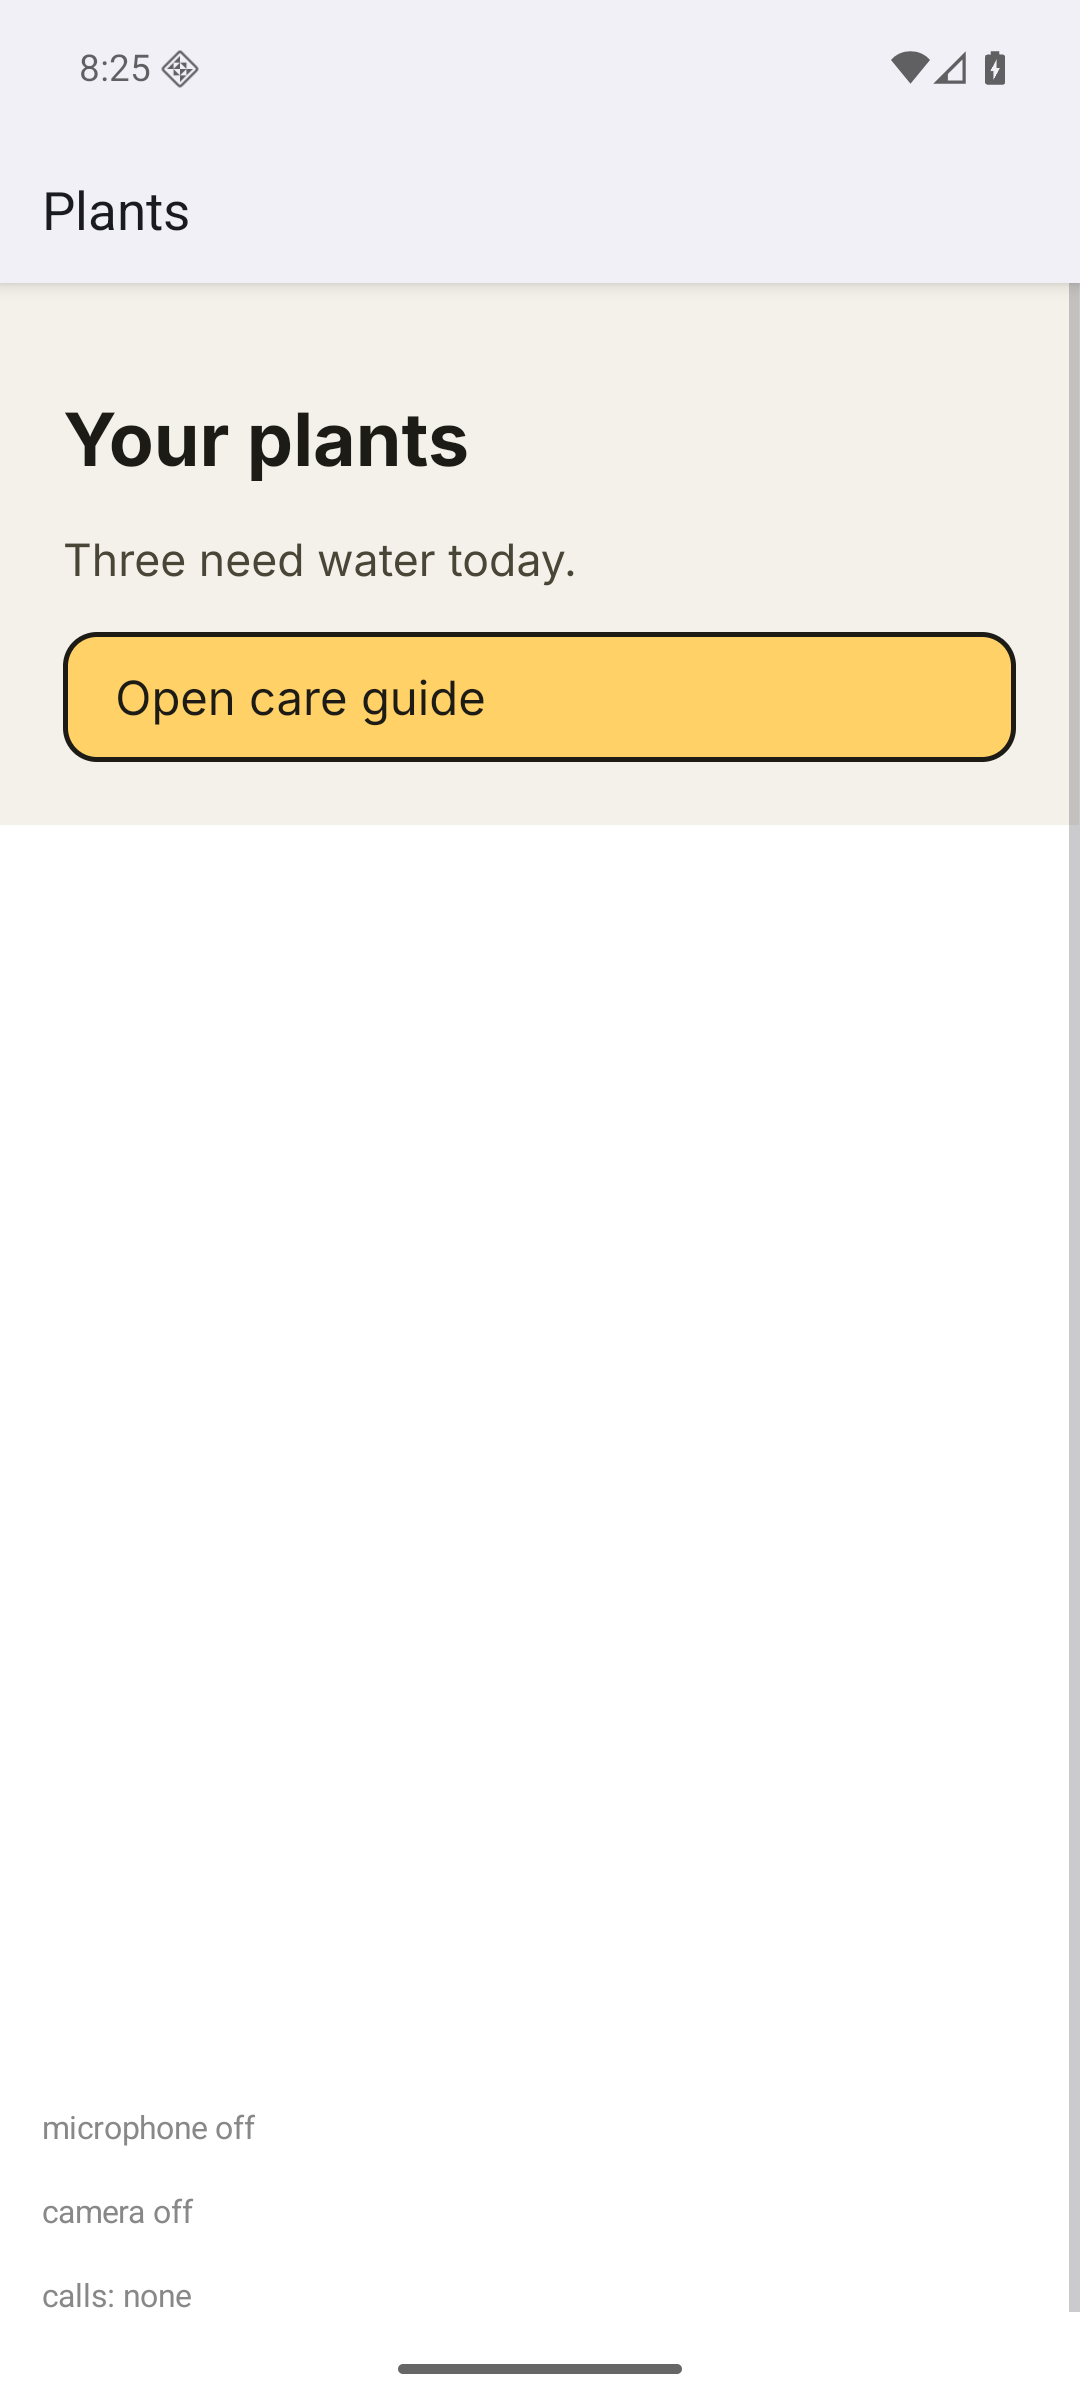 8:25
Plants
Your plants
Three need water today.
Open care guide
microphone off
camera off
calls: none